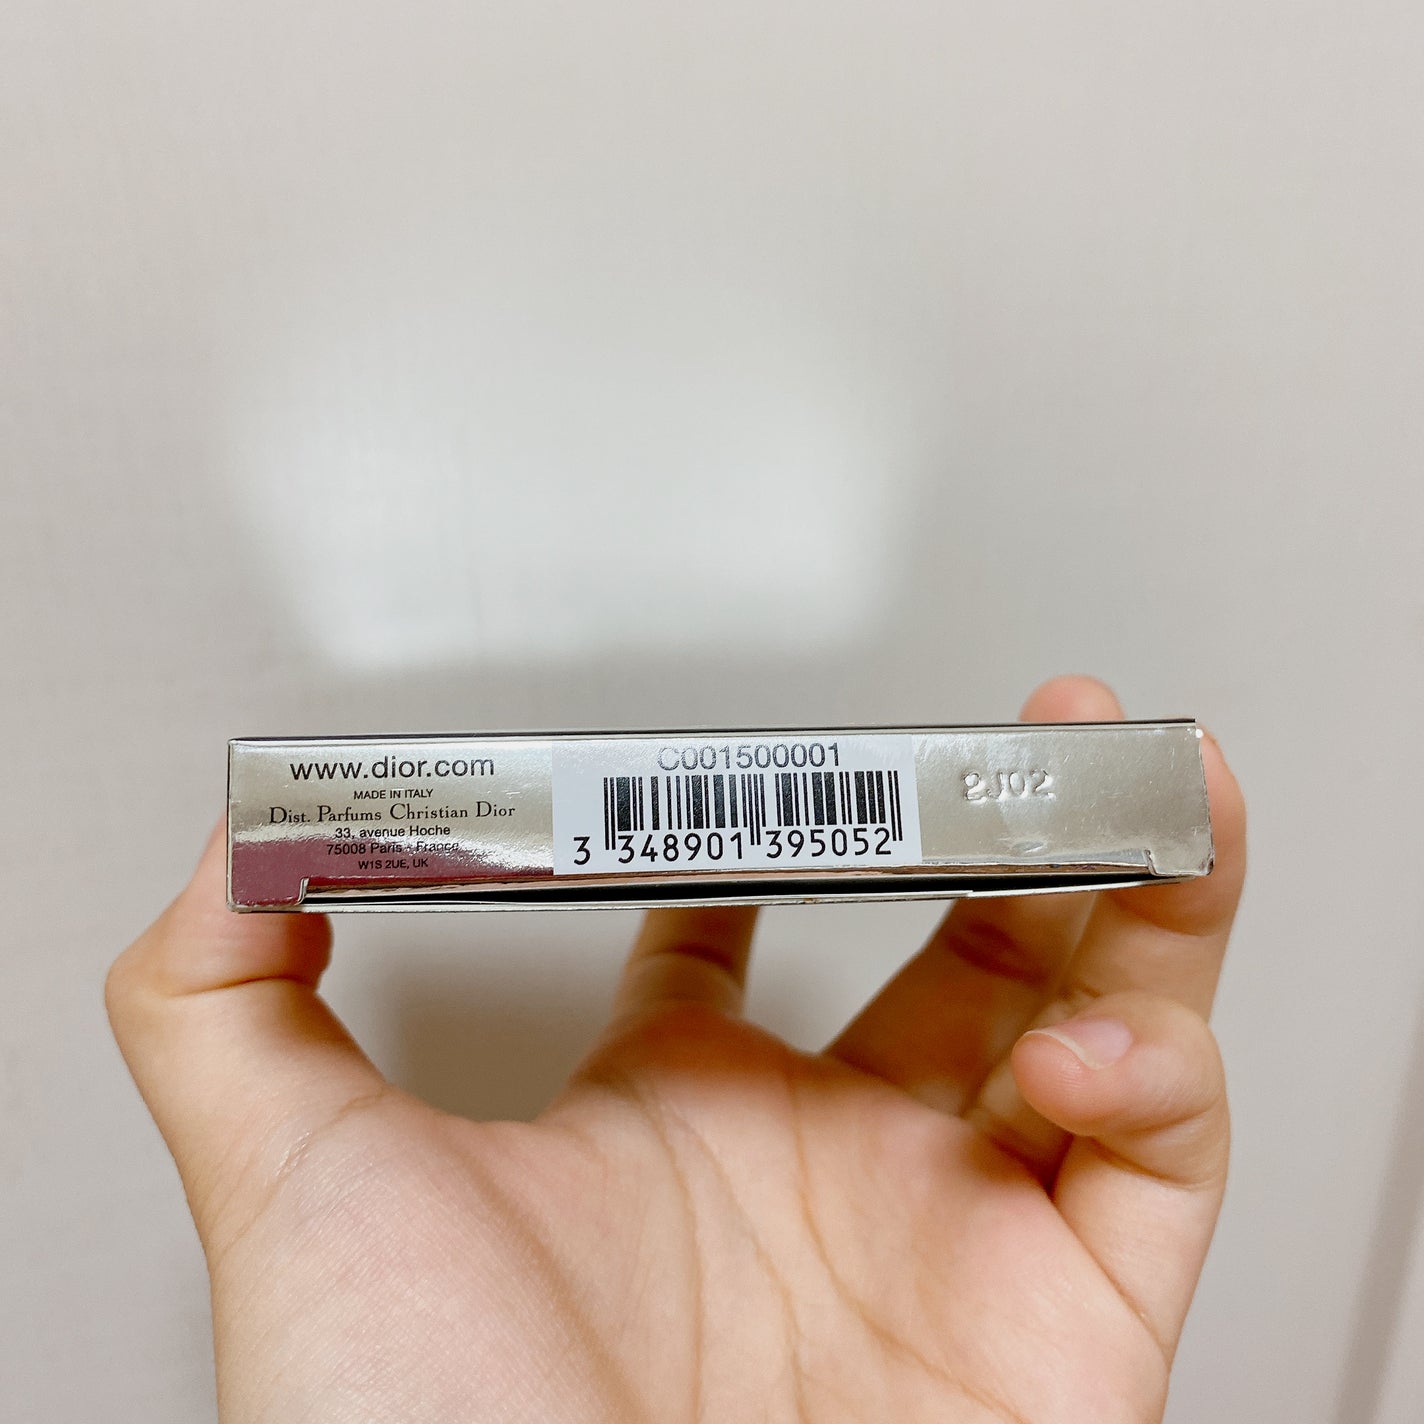 www.dior.com
MADE IN ITALY
Dist. Parfums Christian Dior
33, avenue Hoche
75008 Paris - France
W1S 2UE, UK
C001500001
3 348901 395052
2J02